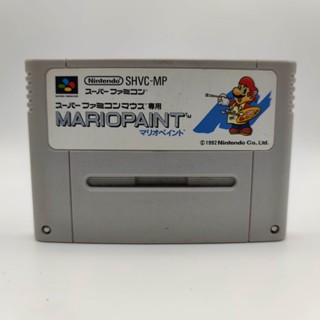 Nintendo SHVC-MP
スーパーファミコン
スーパーファミコンマウス専用
MARIOPAINT™
マリオペイント
©1992 Nintendo Co., Ltd.